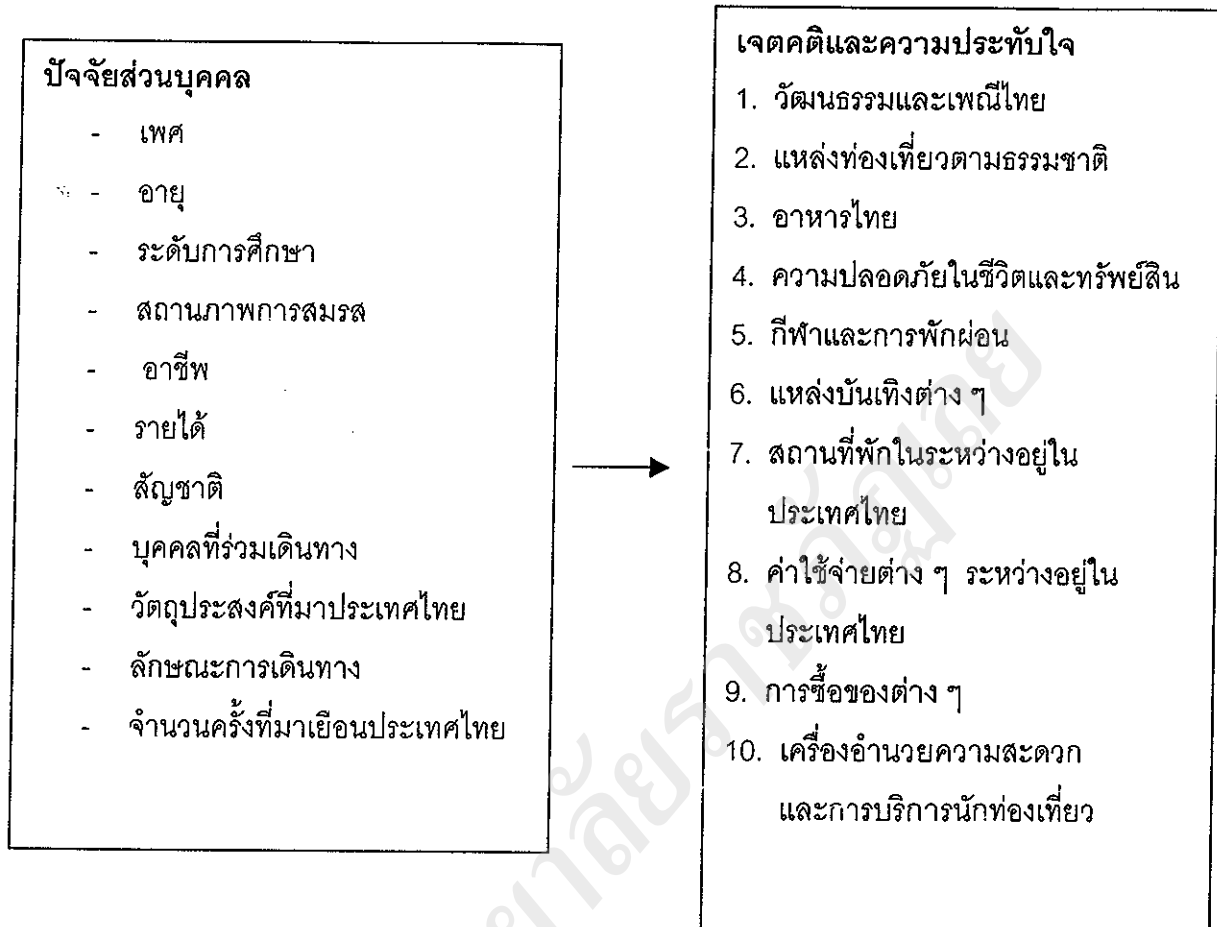 ปัจจัยส่วนบุคคล
- เพศ
- อายุ
- ระดับการศึกษา
- สถานภาพการสมรส
- อาชีพ
- รายได้
- สัญชาติ
- บุคคลที่ร่วมเดินทาง
- วัตถุประสงค์ที่มาประเทศไทย
- ลักษณะการเดินทาง
- จำนวนครั้งที่มาเยือนประเทศไทย
เจตคติและความประทับใจ
1. วัฒนธรรมและเพณีไทย
2. แหล่งท่องเที่ยวตามธรรมชาติ
3. อาหารไทย
4. ความปลอดภัยในชีวิตและทรัพย์สิน
5. กีฬาและการพักผ่อน
6. แหล่งบันเทิงต่าง ๆ
7. สถานที่พักในระหว่างอยู่ใน
ประเทศไทย
8. ค่าใช้จ่ายต่าง ๆ ระหว่างอยู่ใน
ประเทศไทย
9. การซื้อของต่าง ๆ
10. เครื่องอำนวยความสะดวก
และการบริการนักท่องเที่ยว